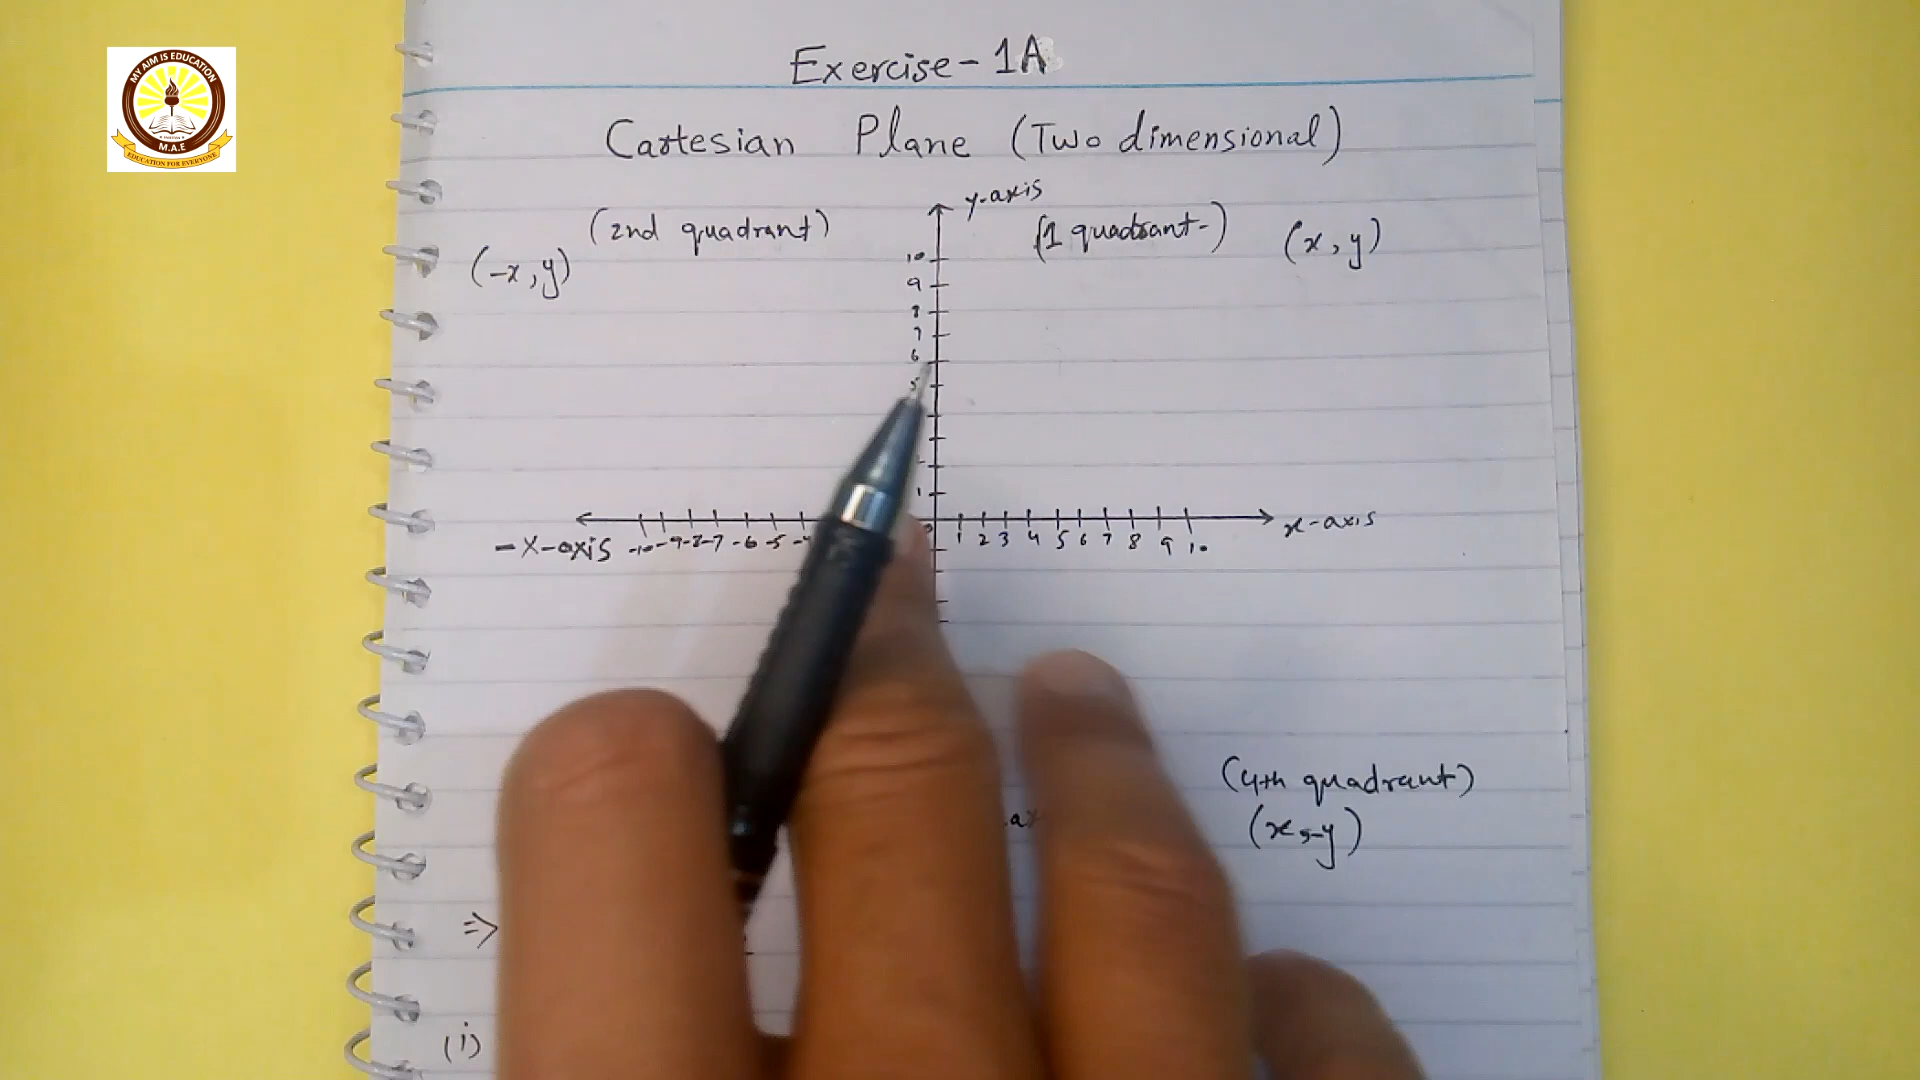 MY AIM IS EDUCATION
M.A.E
EDUCATION FOR EVERYONE
Exercise - 1A
Cartesian Plane (Two dimensional)
y-axis
(2nd quadrant)
(1 quadrant-)
(x, y)
(-x, y)
10
9
8
7
6
5
1
x-axis
-X-axis
-10 -9 -8 -7 -6 -5 -4
1 2 3 4 5 6 7 8 9 10
(4th quadrant)
(x, -y)
=>
(i)